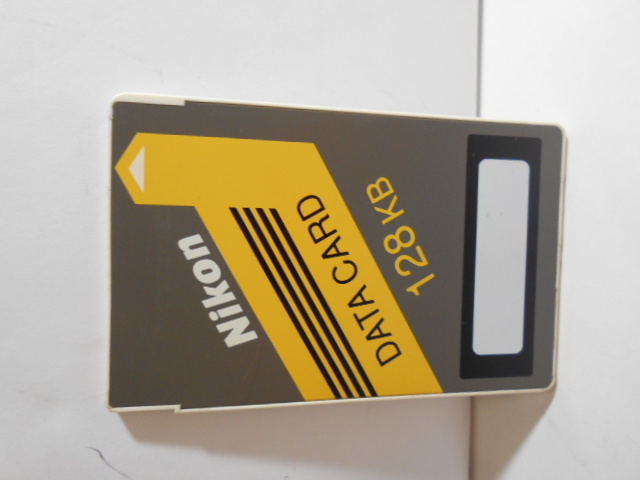 Nikon
DATA CARD
128 KB